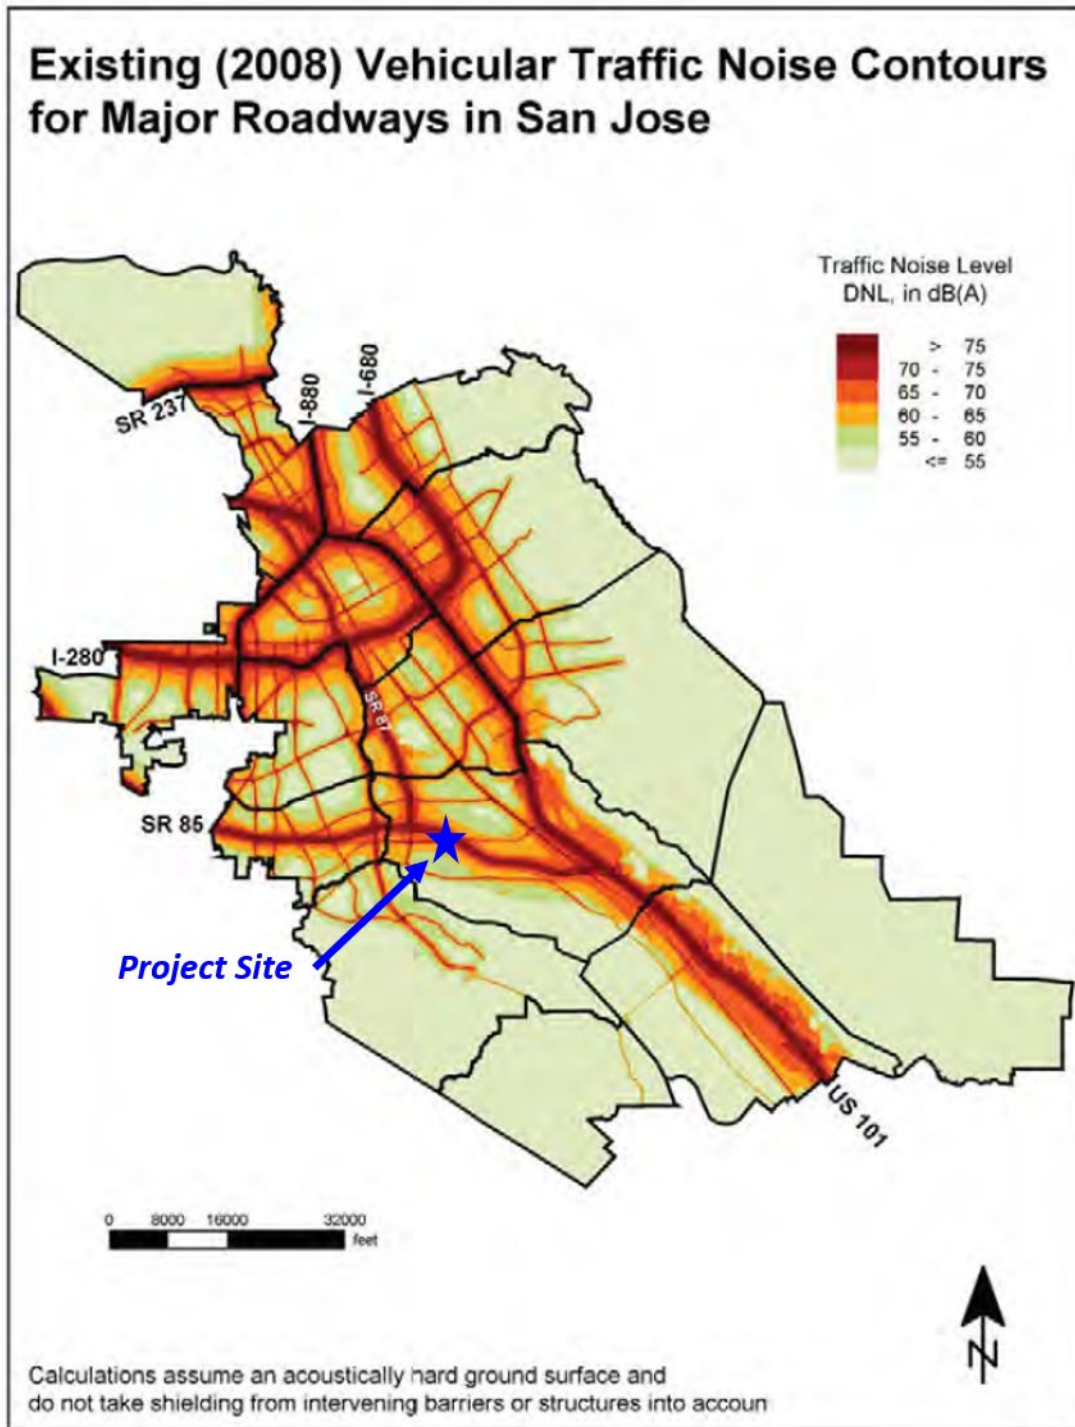 Existing (2008) Vehicular Traffic Noise Contours
for Major Roadways in San Jose
Traffic Noise Level
DNL, in dB(A)
> 75
70 - 75
65 - 70
60 - 65
55 - 60
<= 55
SR 237
I-880
I-680
I-280
SR 87
SR 85
Project Site
US 101
0 8000 16000 32000
feet
N
Calculations assume an acoustically hard ground surface and
do not take shielding from intervening barriers or structures into accoun